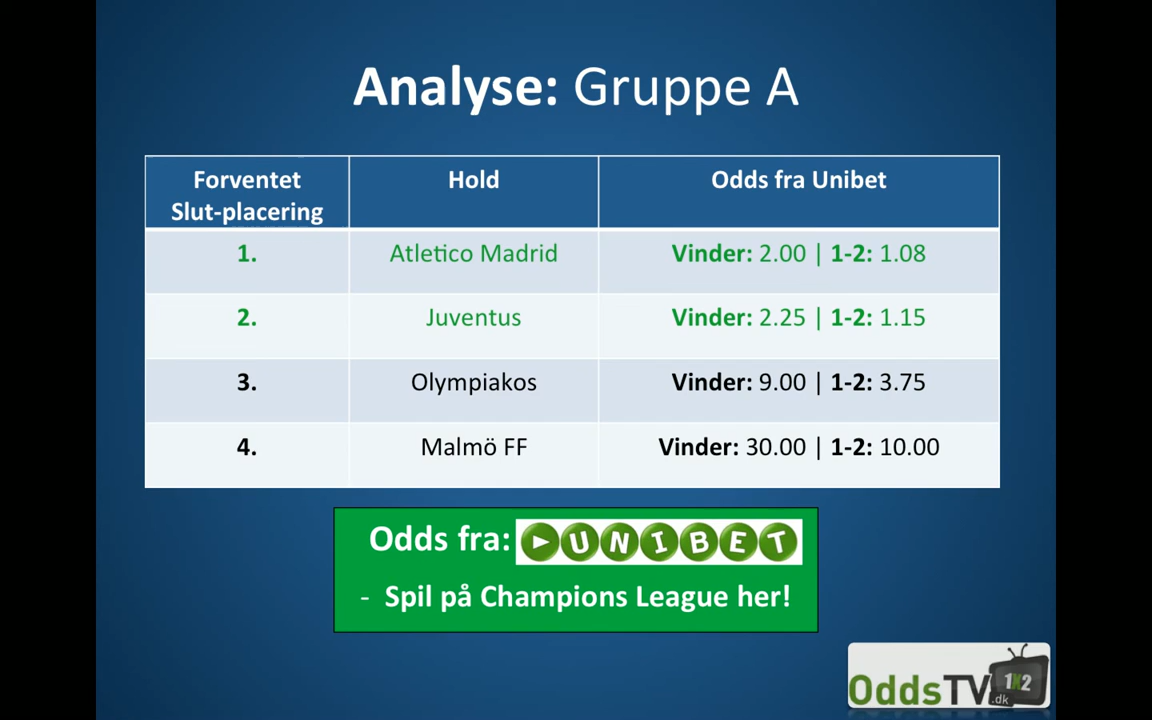 Analyse: Gruppe A
Forventet
Slut-placering
Hold
Odds fra Unibet
1. Atletico Madrid Vinder: 2.00 | 1-2: 1.08
2. Juventus Vinder: 2.25 | 1-2: 1.15
3. Olympiakos Vinder: 9.00 | 1-2: 3.75
4. Malmö FF Vinder: 30.00 | 1-2: 10.00
Odds fra: UNIBET
- Spil på Champions League her!
OddsTV.dk 1X2